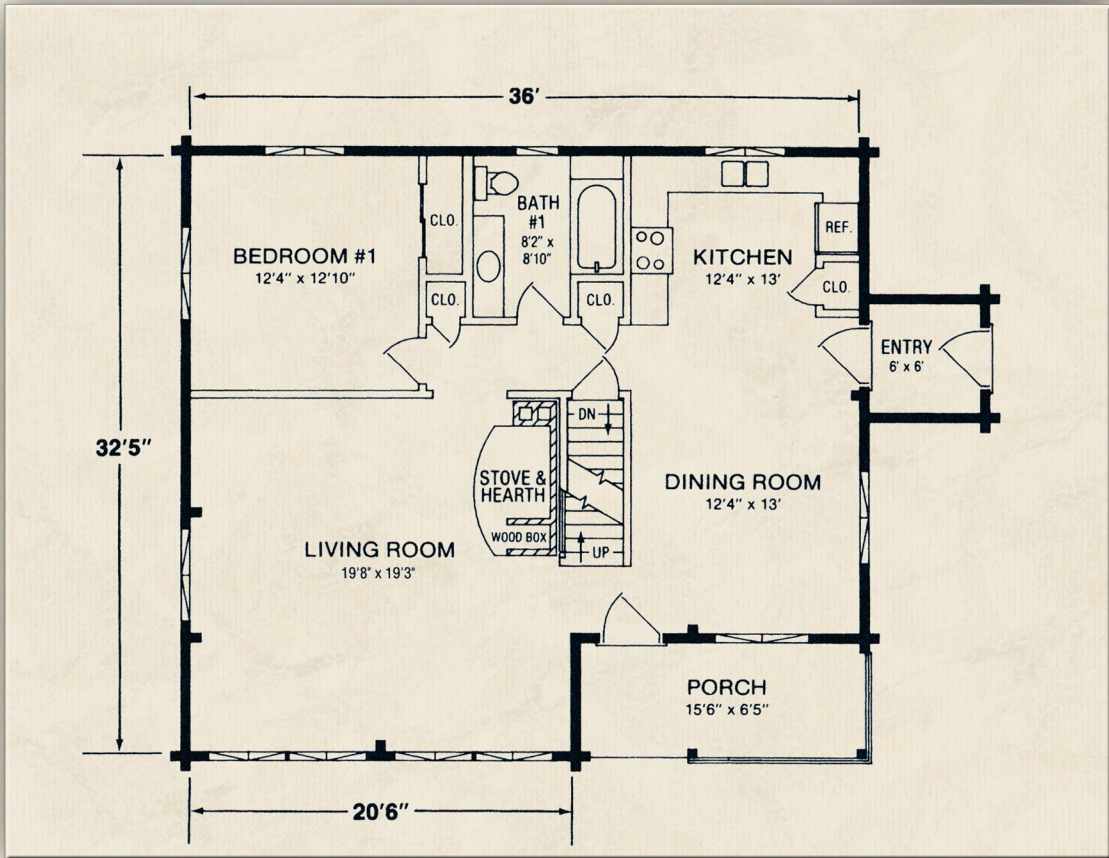 36'
BEDROOM #1
12'4" x 12'10"
CLO.
BATH
#1
8'2" x
8'10"
KITCHEN
12'4" x 13'
REF.
CLO.
CLO.
CLO.
ENTRY
6' x 6'
32'5"
DN
STOVE &
HEARTH
WOOD BOX
UP
DINING ROOM
12'4" x 13'
LIVING ROOM
19'8" x 19'3"
PORCH
15'6" x 6'5"
20'6"